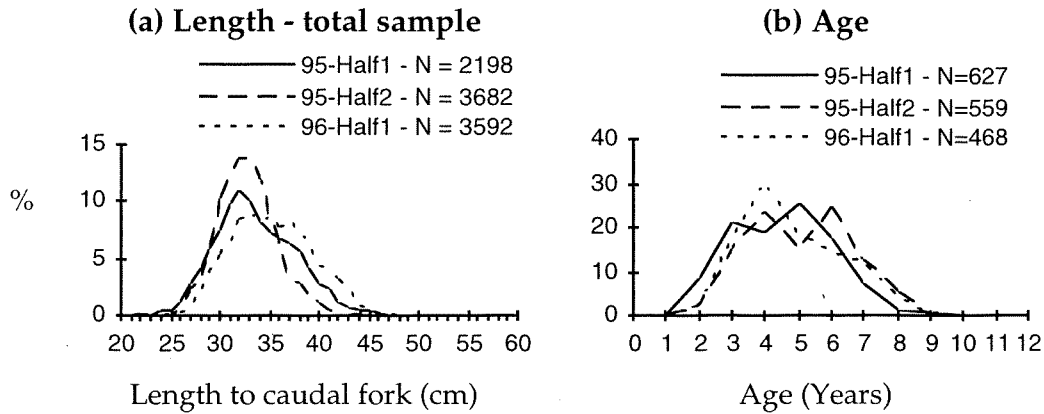 (a) Length - total sample
95-Half1 - N = 2198
95-Half2 - N = 3682
96-Half1 - N = 3592
%
15
10
5
0
20 25 30 35 40 45 50 55 60
Length to caudal fork (cm)
(b) Age
95-Half1 - N=627
95-Half2 - N=559
96-Half1 - N=468
40
30
20
10
0
0 1 2 3 4 5 6 7 8 9 10 11 12
Age (Years)